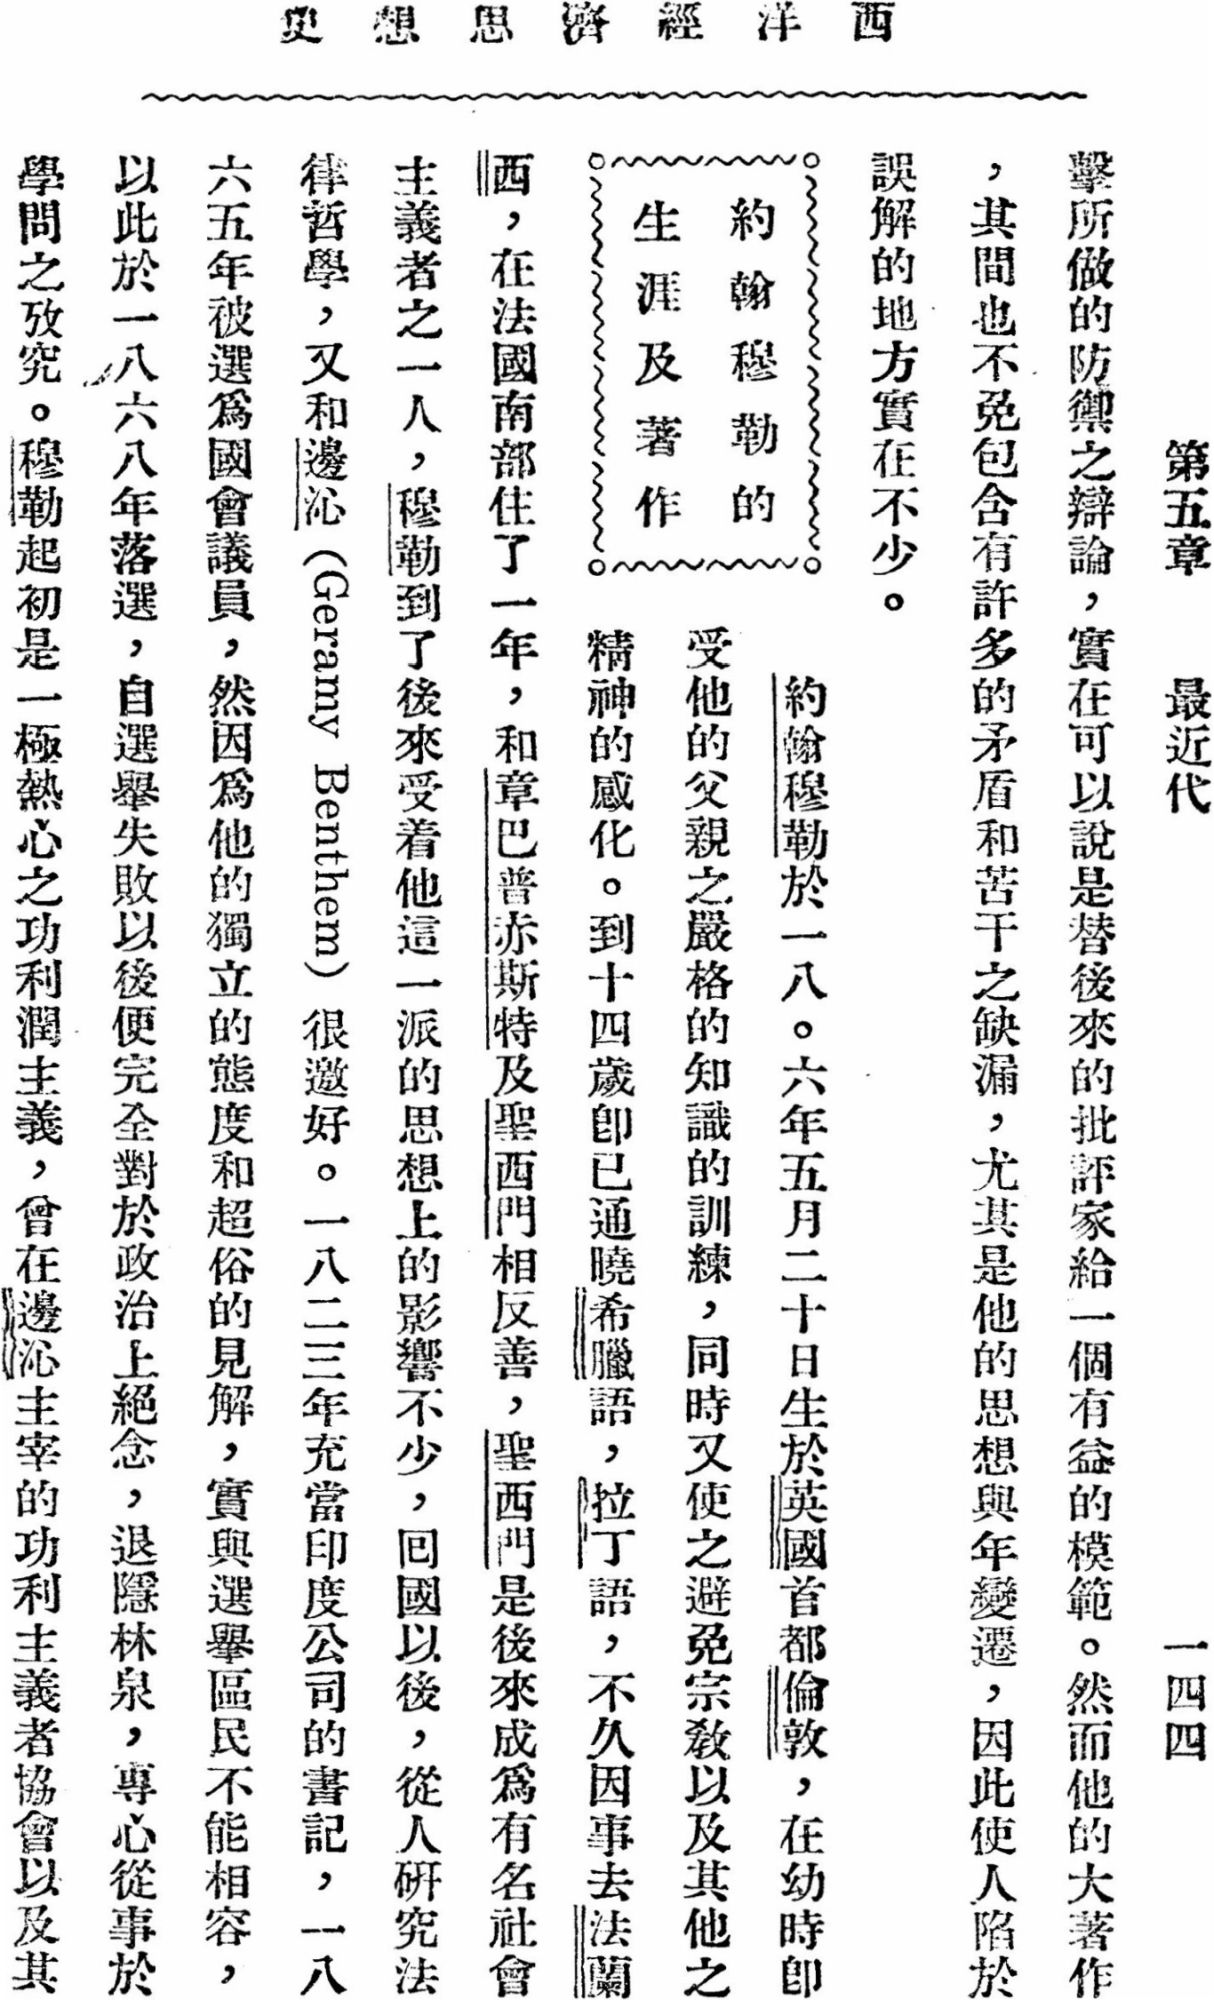 西洋經濟思想史
第五章　最近代　一四四
擊所做的防禦之辯論，實在可以說是替後來的批評家給一個有益的模範。然而他的大著作
，其間也不免包含有許多的矛盾和苦干之缺漏，尤其是他的思想與年變遷，因此使人陷於
誤解的地方實在不少。
約翰穆勒的
生涯及著作
約翰穆勒於一八。六年五月二十日生於英國首都倫敦，在幼時卽
受他的父親之嚴格的知識的訓練，同時又使之避免宗教以及其他之
精神的感化。到十四歲卽已通曉希臘語，拉丁語，不久因事去法蘭
西，在法國南部住了一年，和章巴普亦斯特及聖西門相反善，聖西門是後來成爲有名社會
主義者之一人，穆勒到了後來受着他這一派的思想上的影響不少，回國以後，從人研究法
律哲學，又和邊沁（Geramy Benthem）很邀好。一八二三年充當印度公司的書記，一八
六五年被選爲國會議員，然因爲他的獨立的態度和超俗的見解，實與選舉區民不能相容，
以此於一八六八年落選，自選舉失敗以後便完全對於政治上絕念，退隱林泉，專心從事於
學問之攷究。穆勒起初是一極熱心之功利潤主義，曾在邊沁主宰的功利主義者協會以及其